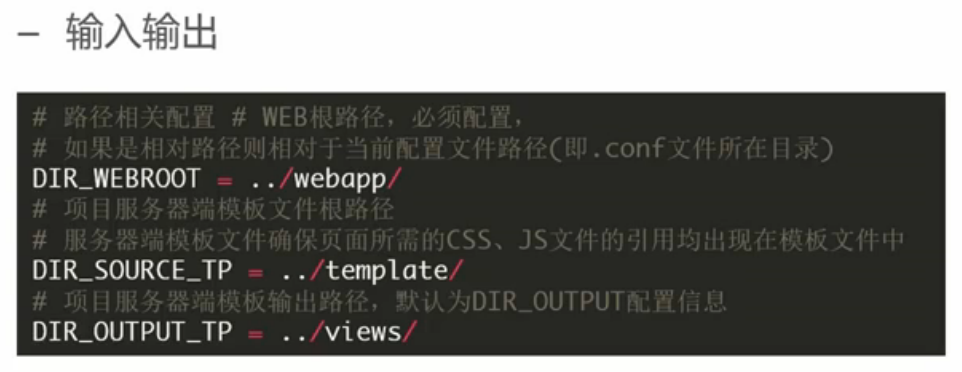 – 输入输出
# 路径相关配置 # WEB根路径，必须配置，
# 如果是相对路径则相对于当前配置文件路径(即.conf文件所在目录)
DIR_WEBROOT = ../webapp/
# 项目服务器端模板文件根路径
# 服务器端模板文件确保页面所需的CSS、JS文件的引用均出现在模板文件中
DIR_SOURCE_TP = ../template/
# 项目服务器端模板输出路径，默认为DIR_OUTPUT配置信息
DIR_OUTPUT_TP = ../views/